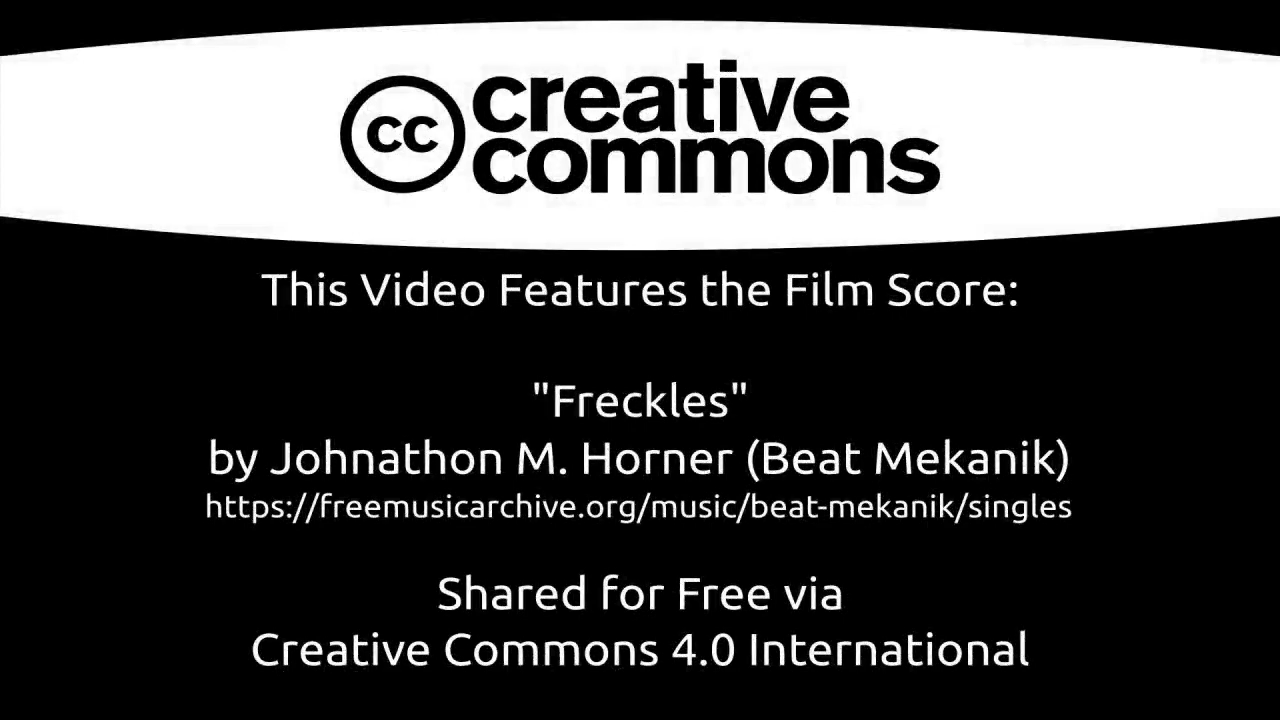 cc creative
commons
This Video Features the Film Score:
"Freckles"
by Johnathon M. Horner (Beat Mekanik)
https://freemusicarchive.org/music/beat-mekanik/singles
Shared for Free via
Creative Commons 4.0 International